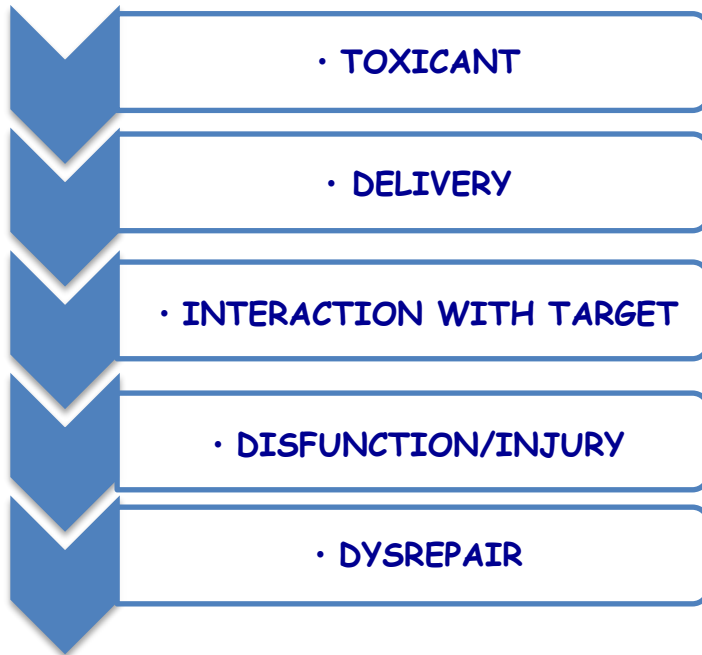 • TOXICANT
• DELIVERY
• INTERACTION WITH TARGET
• DISFUNCTION/INJURY
• DYSREPAIR